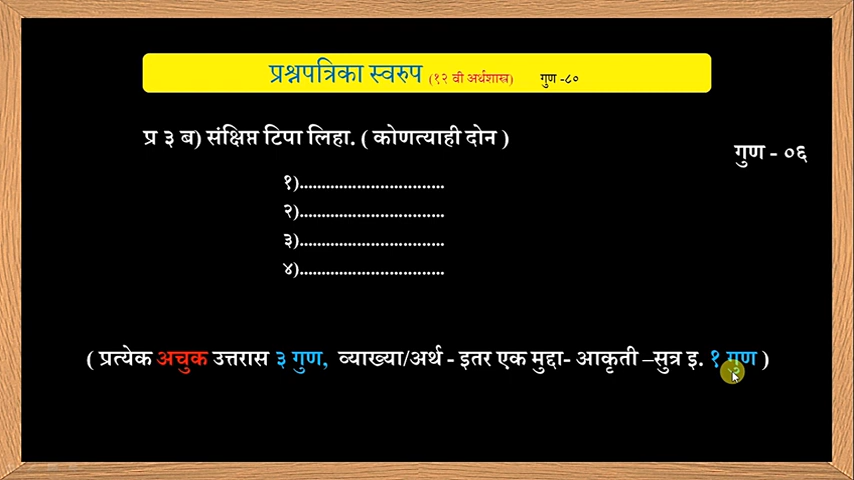 प्रश्नपत्रिका स्वरुप (१२ वी अर्थशास्त्र) गुण -८०
प्र ३ ब) संक्षिप्त टिपा लिहा. ( कोणत्याही दोन )
गुण - ०६
१)..................................
२)..................................
३)..................................
४)..................................
( प्रत्येक अचुक उत्तरास ३ गुण, व्याख्या/अर्थ - इतर एक मुद्दा- आकृती –सुत्र इ. १ गुण )